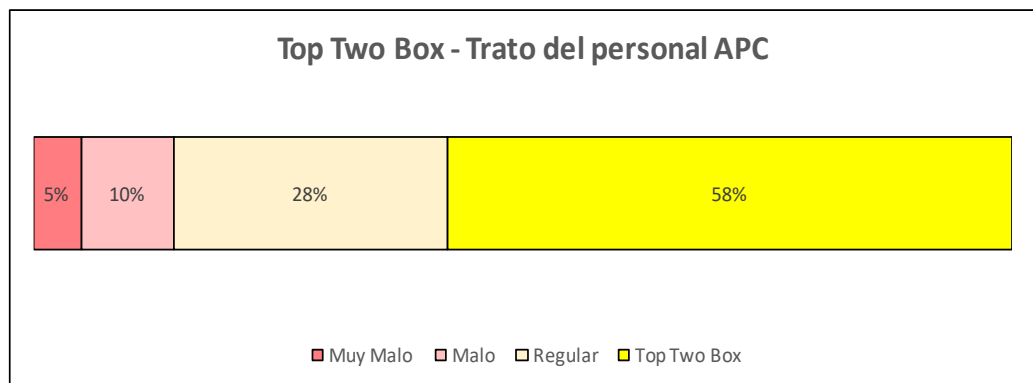 Top Two Box - Trato del personal APC
5% 10% 28% 58%
Muy Malo Malo Regular Top Two Box